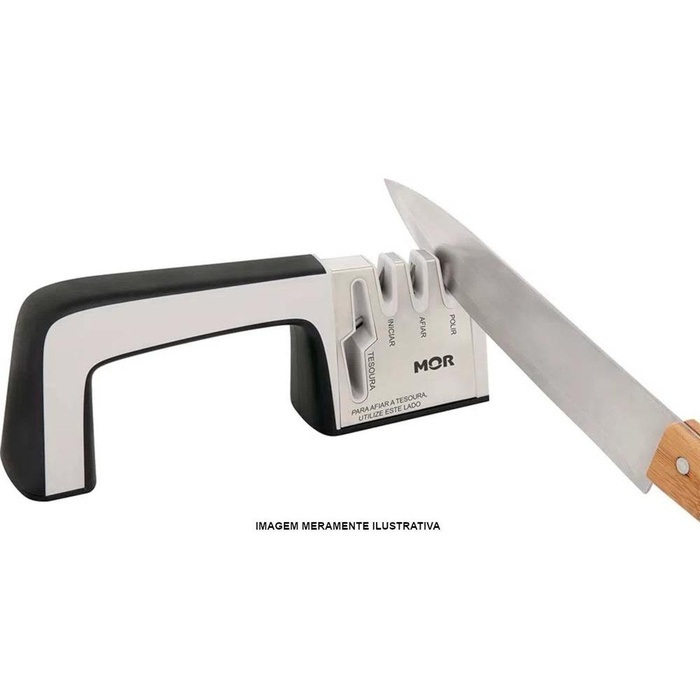 TESOURA
INICIAR
AFIAR
POLIR
MOR
PARA AFIAR A TESOURA,
UTILIZE ESTE LADO
IMAGEM MERAMENTE ILUSTRATIVA